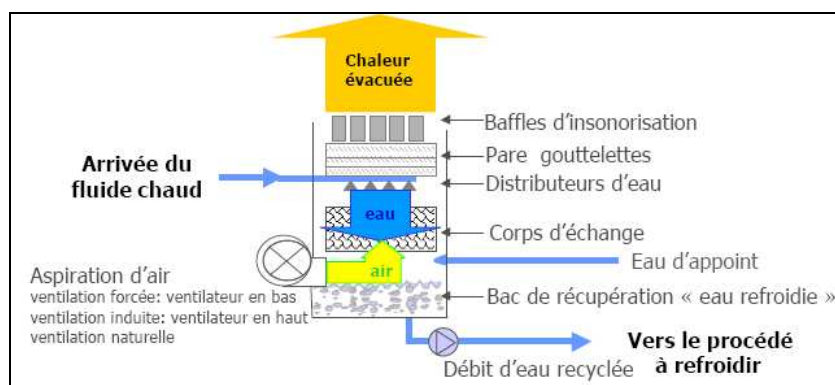 Chaleur
évacuée
Baffles d'insonorisation
Arrivée du
fluide chaud
Pare gouttelettes
Distributeurs d'eau
eau
Corps d'échange
air
Eau d'appoint
Aspiration d'air
ventilation forcée: ventilateur en bas
ventilation induite: ventilateur en haut
ventilation naturelle
Bac de récupération « eau refroidie »
Vers le procédé
à refroidir
Débit d'eau recyclée